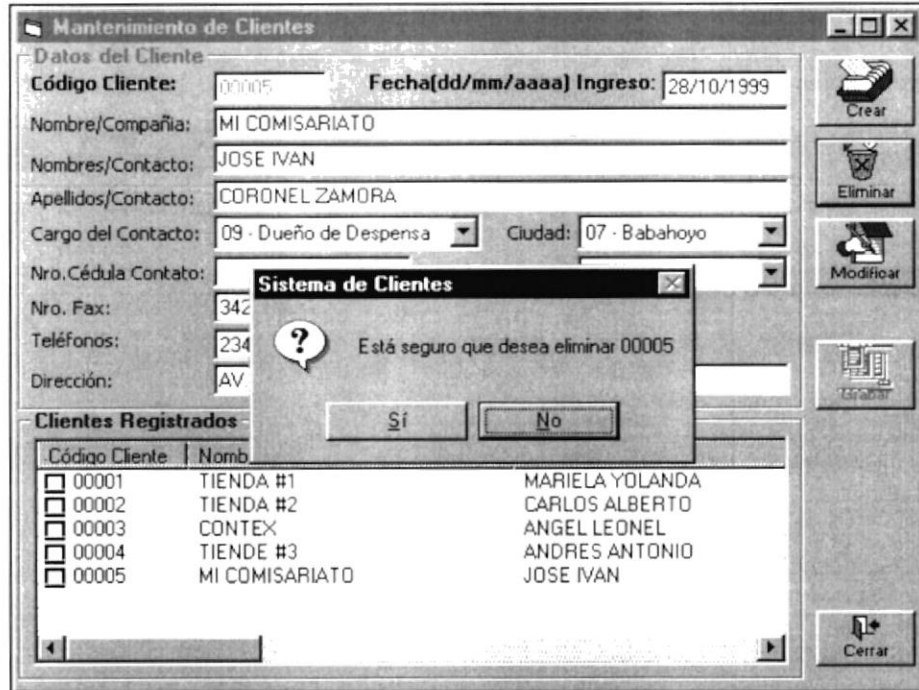 Mantenimiento de Clientes
Datos del Cliente
Código Cliente: 00005 Fecha(dd/mm/aaaa) Ingreso: 28/10/1999
Crear
Nombre/Compañia: MI COMISARIATO
Nombres/Contacto: JOSE IVAN
Eliminar
Apellidos/Contacto: CORONEL ZAMORA
Cargo del Contacto: 09 - Dueño de Despensa Ciudad: 07 - Babahoyo
Modificar
Nro.Cédula Contato:
Sistema de Clientes
Nro. Fax: 342
Teléfonos: 234
Está seguro que desea eliminar 00005
Dirección: AV
Grabar
Sí No
Clientes Registrados
Código Cliente Nomb
00001 TIENDA #1 MARIELA YOLANDA
00002 TIENDA #2 CARLOS ALBERTO
00003 CONTEX ANGEL LEONEL
00004 TIENDE #3 ANDRES ANTONIO
00005 MI COMISARIATO JOSE IVAN
Cerrar